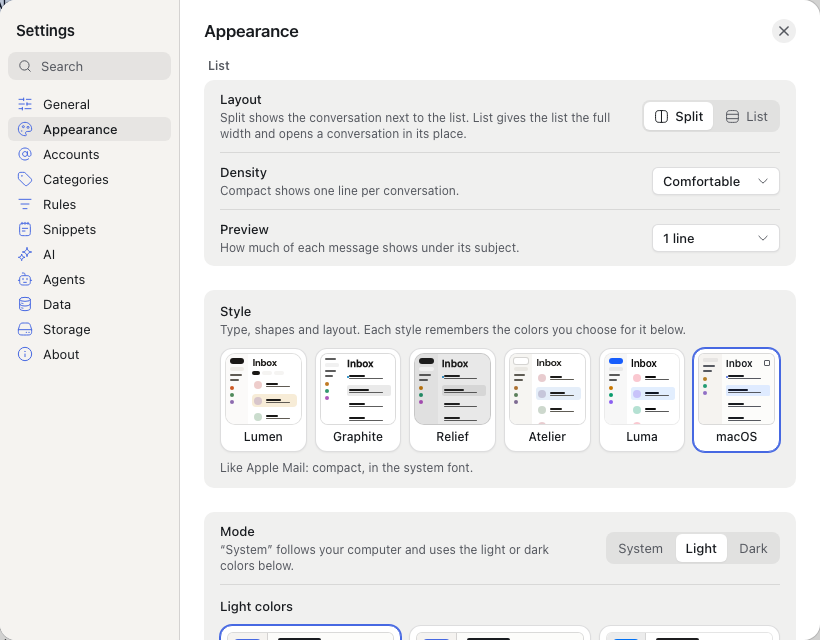 Settings
Search
General
Appearance
Accounts
Categories
Rules
Snippets
AI
Agents
Data
Storage
About
Appearance
List
Layout
Split shows the conversation next to the list. List gives the list the full
width and opens a conversation in its place.
Split
List
Density
Compact shows one line per conversation.
Comfortable
Preview
How much of each message shows under its subject.
1 line
Style
Type, shapes and layout. Each style remembers the colors you choose for it below.
Inbox
Inbox
Inbox
Inbox
Inbox
Inbox
Lumen
Graphite
Relief
Atelier
Luma
macOS
Like Apple Mail: compact, in the system font.
Mode
“System” follows your computer and uses the light or dark
colors below.
System
Light
Dark
Light colors